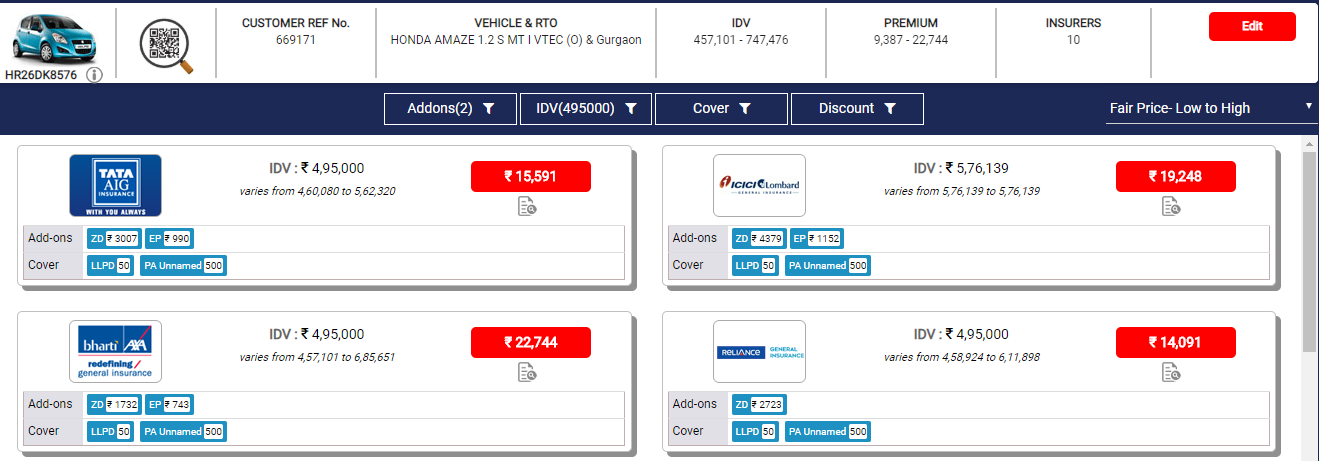 HR26DK8576
CUSTOMER REF No.
669171
VEHICLE & RTO
HONDA AMAZE 1.2 S MT I VTEC (O) & Gurgaon
IDV
457,101 - 747,476
PREMIUM
9,387 - 22,744
INSURERS
10
Edit
Addons(2)
IDV(495000)
Cover
Discount
Fair Price- Low to High
TATA
AIG
INSURANCE
WITH YOU ALWAYS
IDV : ₹ 4,95,000
varies from 4,60,080 to 5,62,320
₹ 15,591
Add-ons ZD ₹ 3007 EP ₹ 990
Cover LLPD 50 PA Unnamed 500
ICICI Lombard
GENERAL INSURANCE
IDV : ₹ 5,76,139
varies from 5,76,139 to 5,76,139
₹ 19,248
Add-ons ZD ₹ 4379 EP ₹ 1152
Cover LLPD 50 PA Unnamed 500
bharti AXA
redefining /
general insurance
IDV : ₹ 4,95,000
varies from 4,57,101 to 6,85,651
₹ 22,744
Add-ons ZD ₹ 1732 EP ₹ 743
Cover LLPD 50 PA Unnamed 500
RELIANCE GENERAL
INSURANCE
IDV : ₹ 4,95,000
varies from 4,58,924 to 6,11,898
₹ 14,091
Add-ons ZD ₹ 2723
Cover LLPD 50 PA Unnamed 500